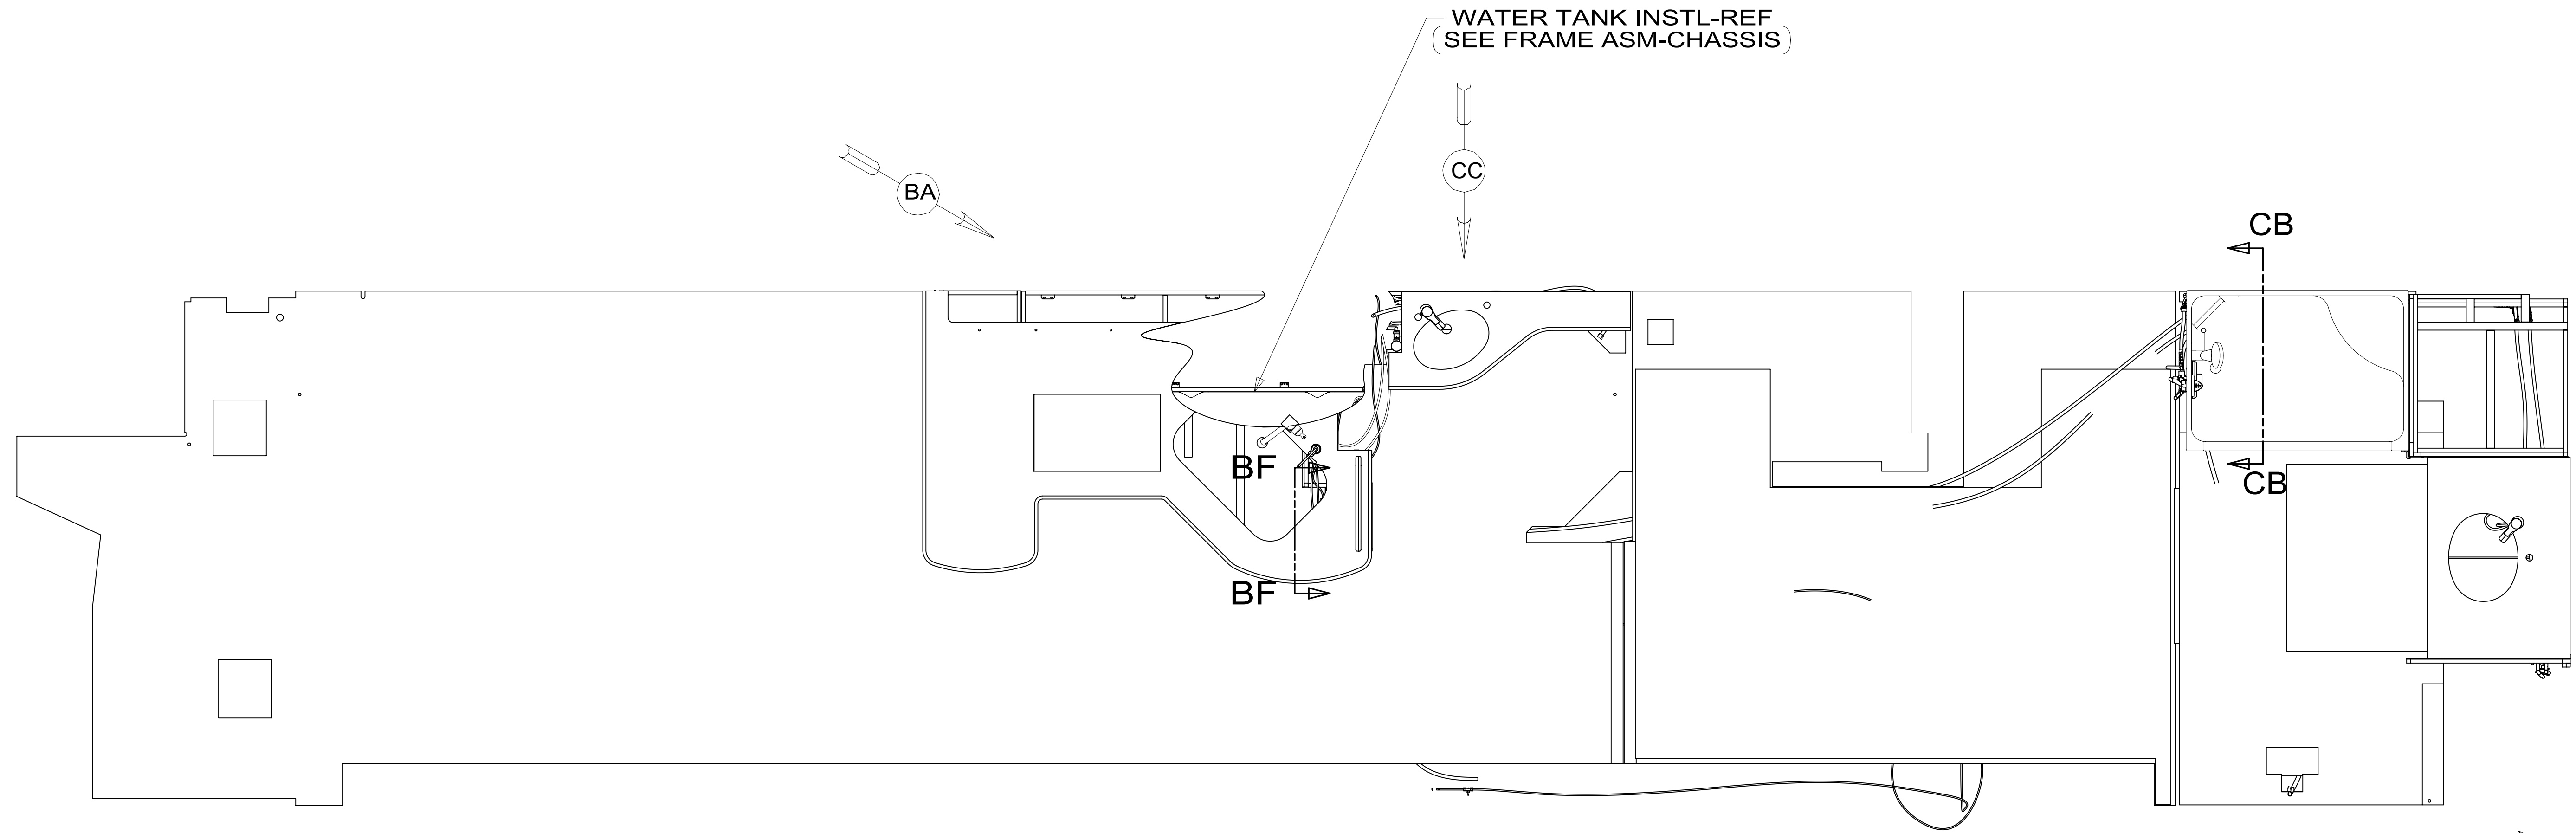 WATER TANK INSTL-REF
(SEE FRAME ASM-CHASSIS)
CC
BA
CB
BF
CB
BF